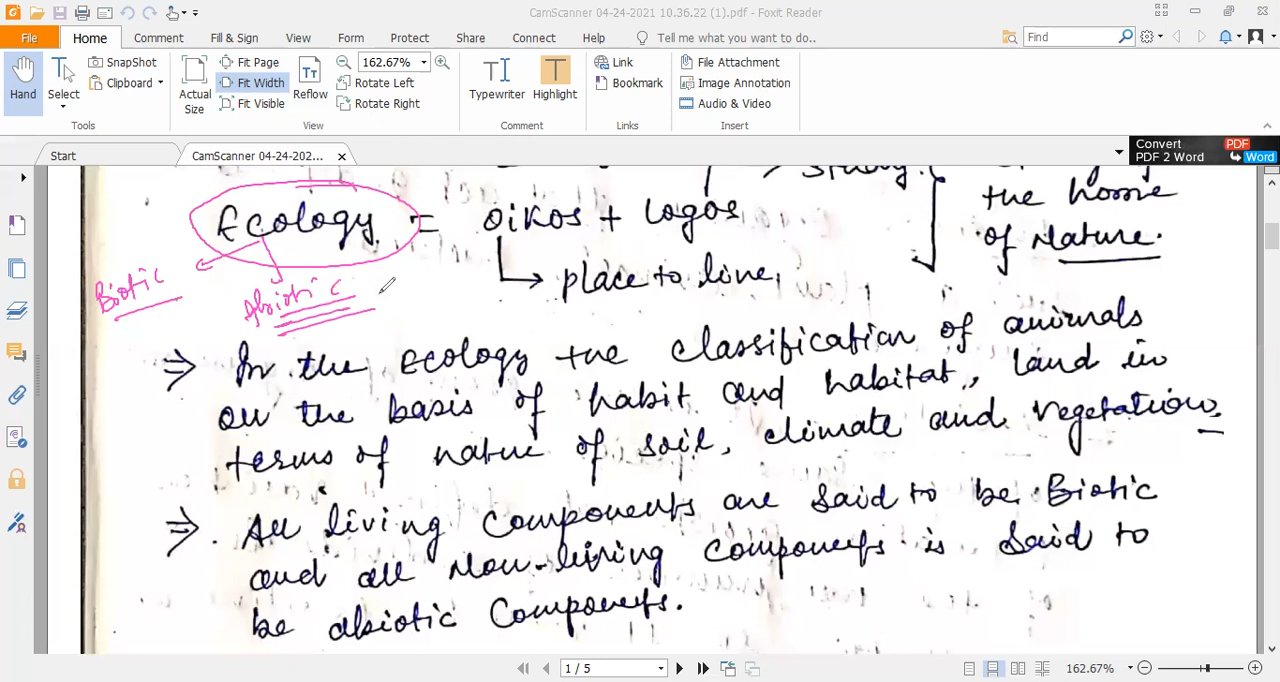 CamScanner 04-24-2021 10.36.22 (1).pdf - Foxit Reader
File Home Comment Fill & Sign View Form Protect Share Connect Help Tell me what you want to do.. Find
Hand
Select
SnapShot
Clipboard
Tools
Actual Size
Fit Page
Fit Width
Fit Visible
Reflow
162.67%
Rotate Left
Rotate Right
View
Typewriter
Highlight
Comment
Link
Bookmark
Links
File Attachment
Image Annotation
Audio & Video
Insert
Start
CamScanner 04-24-202...
Convert PDF
PDF 2 Word Word
study.
the home
of Nature.
Ecology = oikos + logos
place to live,
Biotic
Abiotic
⇒ In the Ecology the classification of animals
on the basis of habit and habitat, land in
terms of nature of soil, climate and vegetation.
⇒ All living components are said to be Biotic
and all Non-living components is said to
be abiotic components.
1 / 5
162.67%